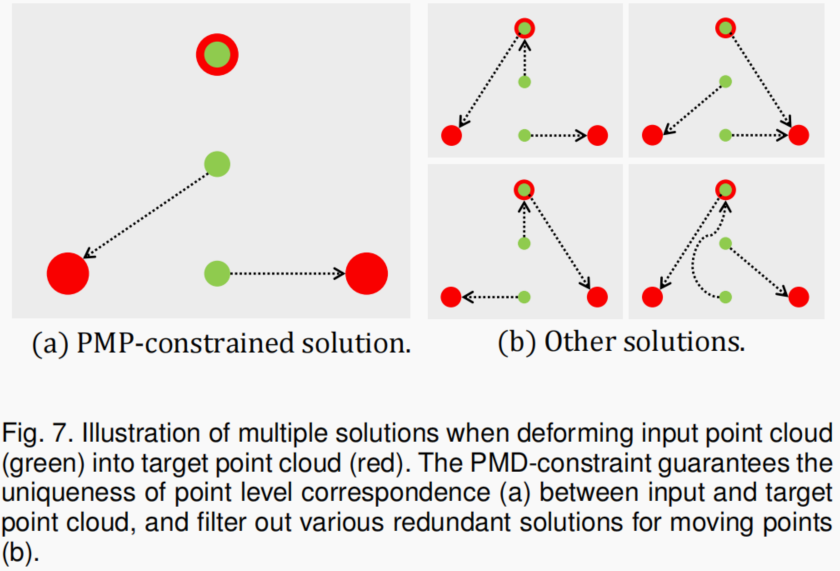 (a) PMP-constrained solution.
(b) Other solutions.
Fig. 7. Illustration of multiple solutions when deforming input point cloud
(green) into target point cloud (red). The PMD-constraint guarantees the
uniqueness of point level correspondence (a) between input and target
point cloud, and filter out various redundant solutions for moving points
(b).